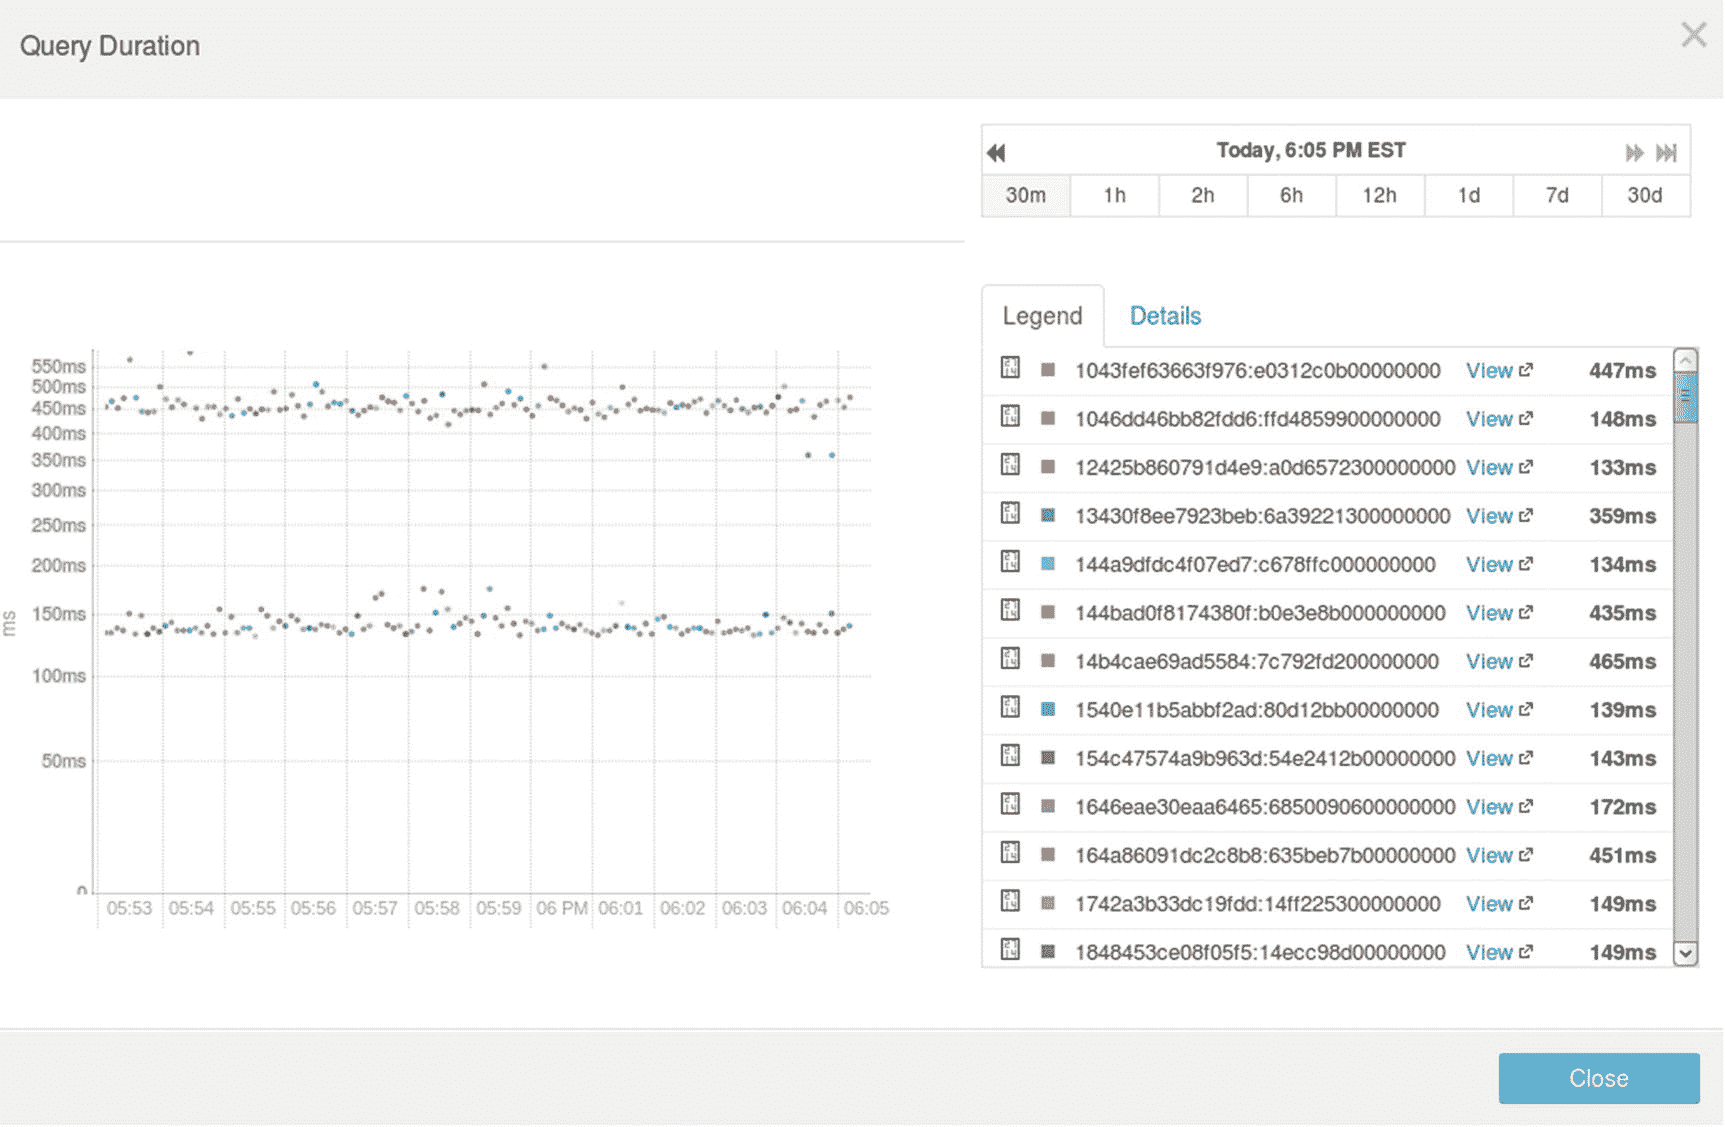 Query Duration
Today, 6:05 PM EST
30m 1h 2h 6h 12h 1d 7d 30d
Legend Details
550ms
500ms
450ms
400ms
350ms
300ms
250ms
200ms
150ms
100ms
50ms
0
ms
05:53 05:54 05:55 05:56 05:57 05:58 05:59 06 PM 06:01 06:02 06:03 06:04 06:05
1043fef63663f976:e0312c0b00000000 View 447ms
1046dd46bb82fdd6:ffd4859900000000 View 148ms
12425b860791d4e9:a0d6572300000000 View 133ms
13430f8ee7923beb:6a39221300000000 View 359ms
144a9dfdc4f07ed7:c678ffc000000000 View 134ms
144bad0f8174380f:b0e3e8b000000000 View 435ms
14b4cae69ad5584:7c792fd200000000 View 465ms
1540e11b5abbf2ad:80d12bb00000000 View 139ms
154c47574a9b963d:54e2412b00000000 View 143ms
1646eae30eaa6465:6850090600000000 View 172ms
164a86091dc2c8b8:635beb7b00000000 View 451ms
1742a3b33dc19fdd:14ff225300000000 View 149ms
1848453ce08f05f5:14ecc98d00000000 View 149ms
Close